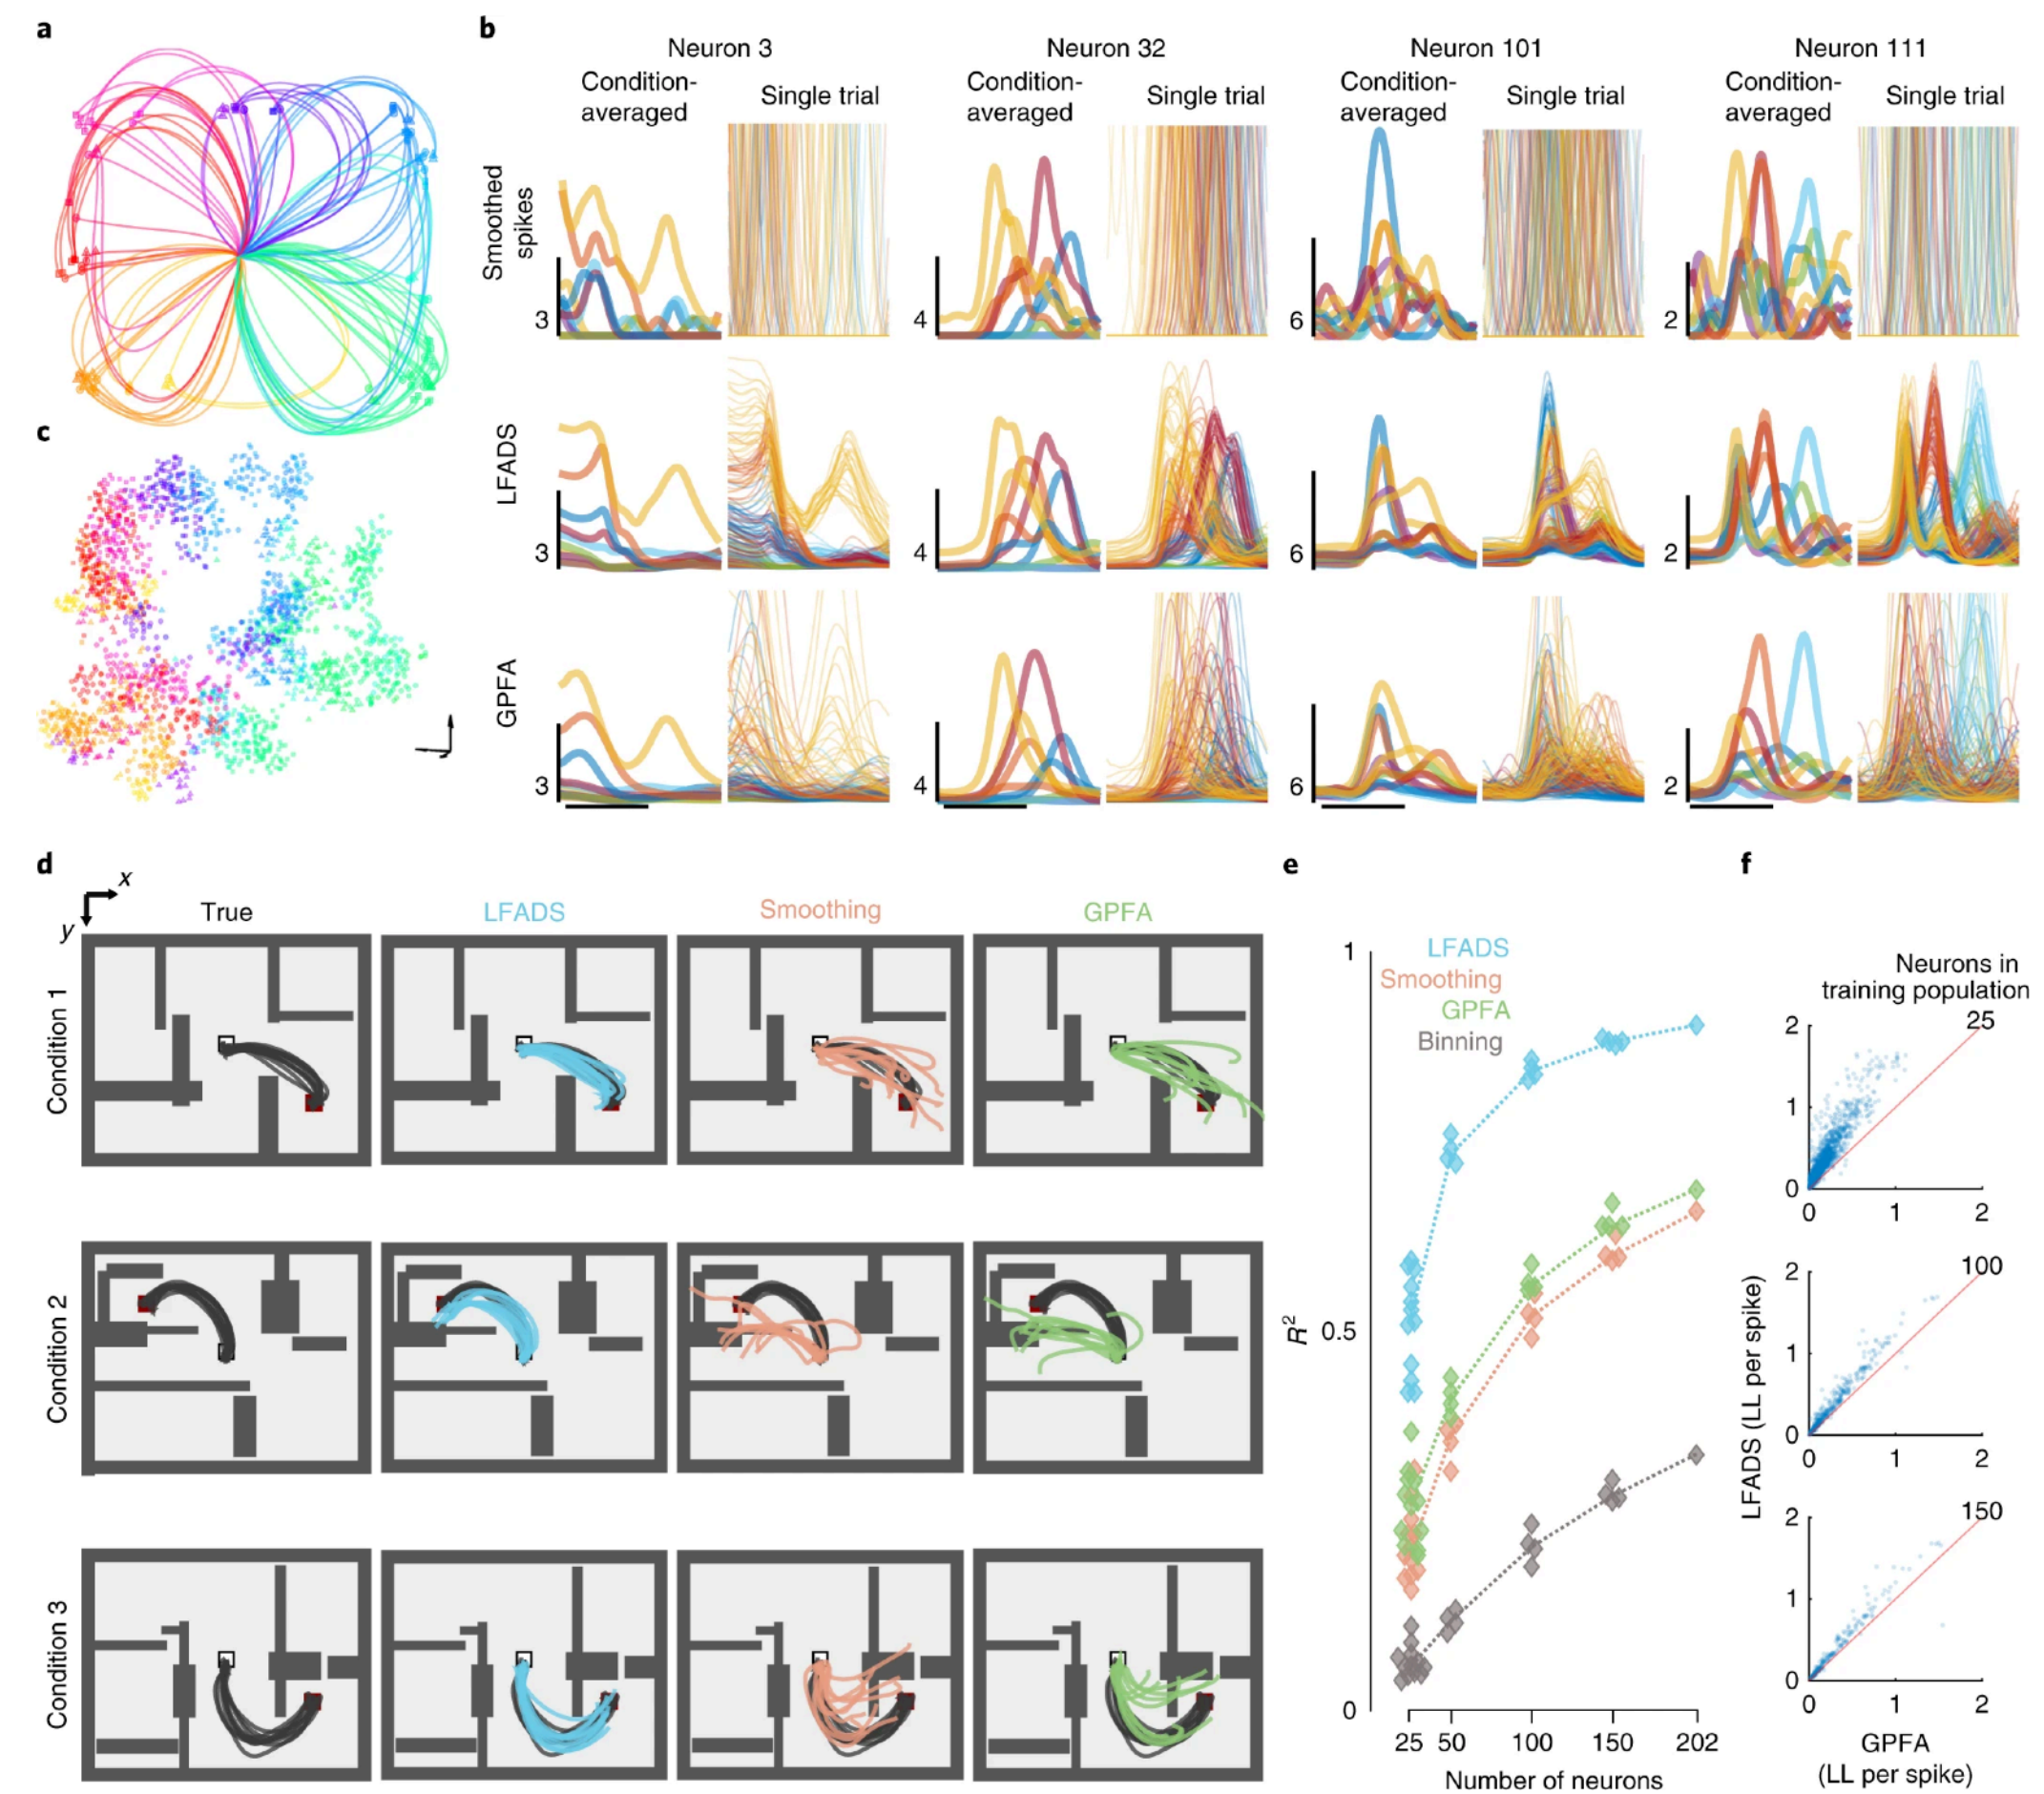 a
b
Neuron 3
Neuron 32
Neuron 101
Neuron 111
Condition-
averaged
Single trial
Condition-
averaged
Single trial
Condition-
averaged
Single trial
Condition-
averaged
Single trial
Smoothed
spikes
3
4
6
2
LFADS
3
4
6
2
GPFA
3
4
6
2
c
d
x
y
True
LFADS
Smoothing
GPFA
Condition 1
Condition 2
Condition 3
e
1
LFADS
Smoothing
GPFA
Binning
R²
0.5
0
25 50 100 150 202
Number of neurons
f
Neurons in
training population
25
2
1
0
0 1 2
100
2
1
0
0 1 2
150
2
1
0
0 1 2
LFADS (LL per spike)
GPFA
(LL per spike)